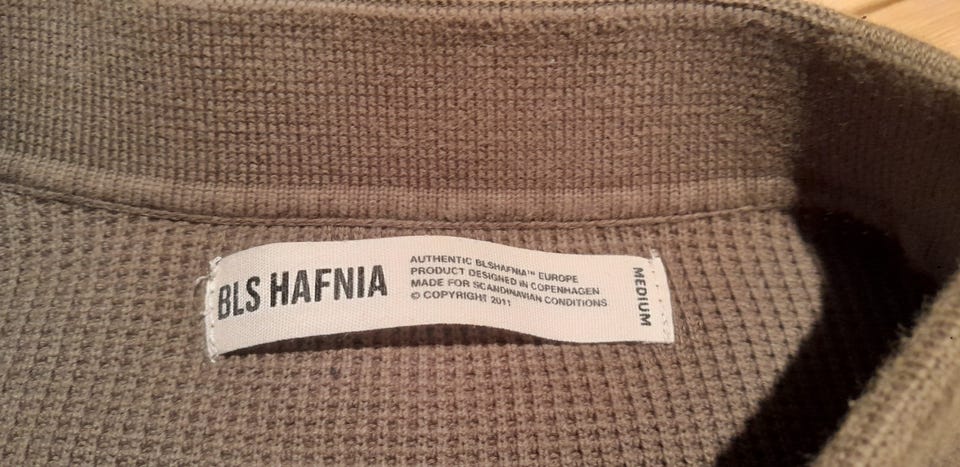 BLS HAFNIA
AUTHENTIC BLSHAFNIA™ EUROPE
PRODUCT DESIGNED IN COPENHAGEN
MADE FOR SCANDINAVIAN CONDITIONS
© COPYRIGHT 2011
MEDIUM